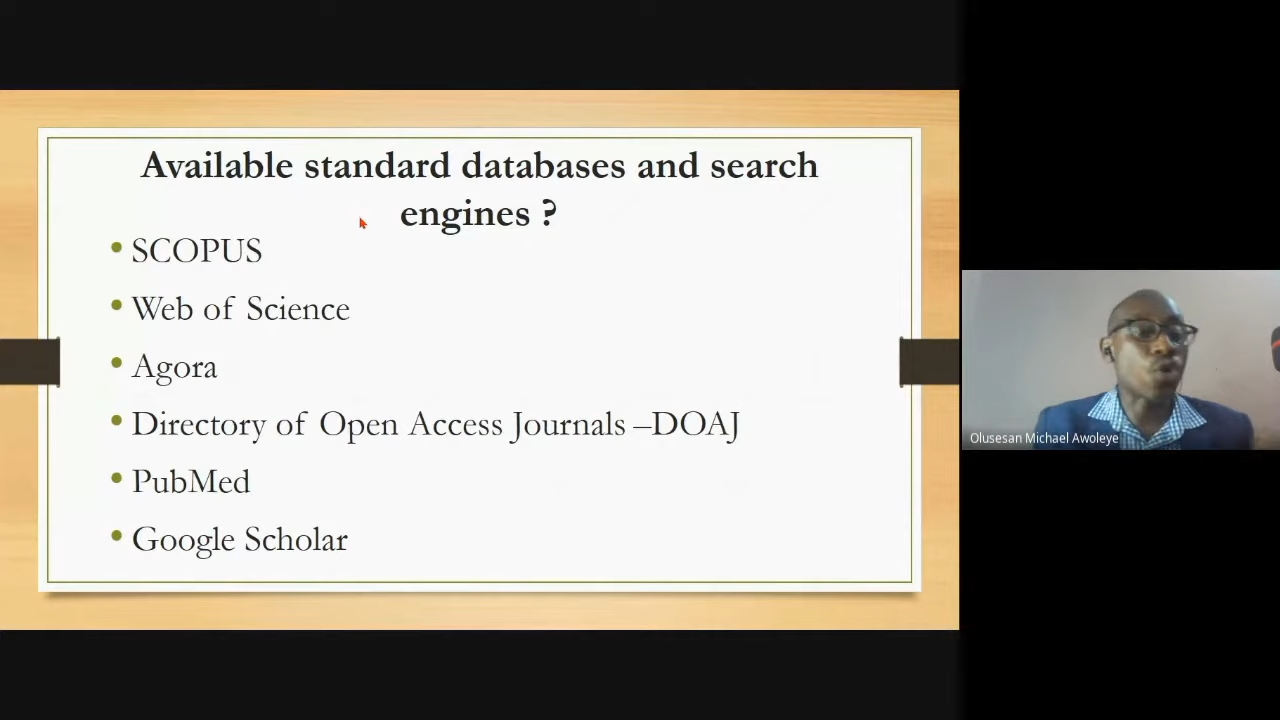 Available standard databases and search
engines ?
• SCOPUS
• Web of Science
• Agora
• Directory of Open Access Journals –DOAJ
• PubMed
• Google Scholar
Olusesan Michael Awoleye